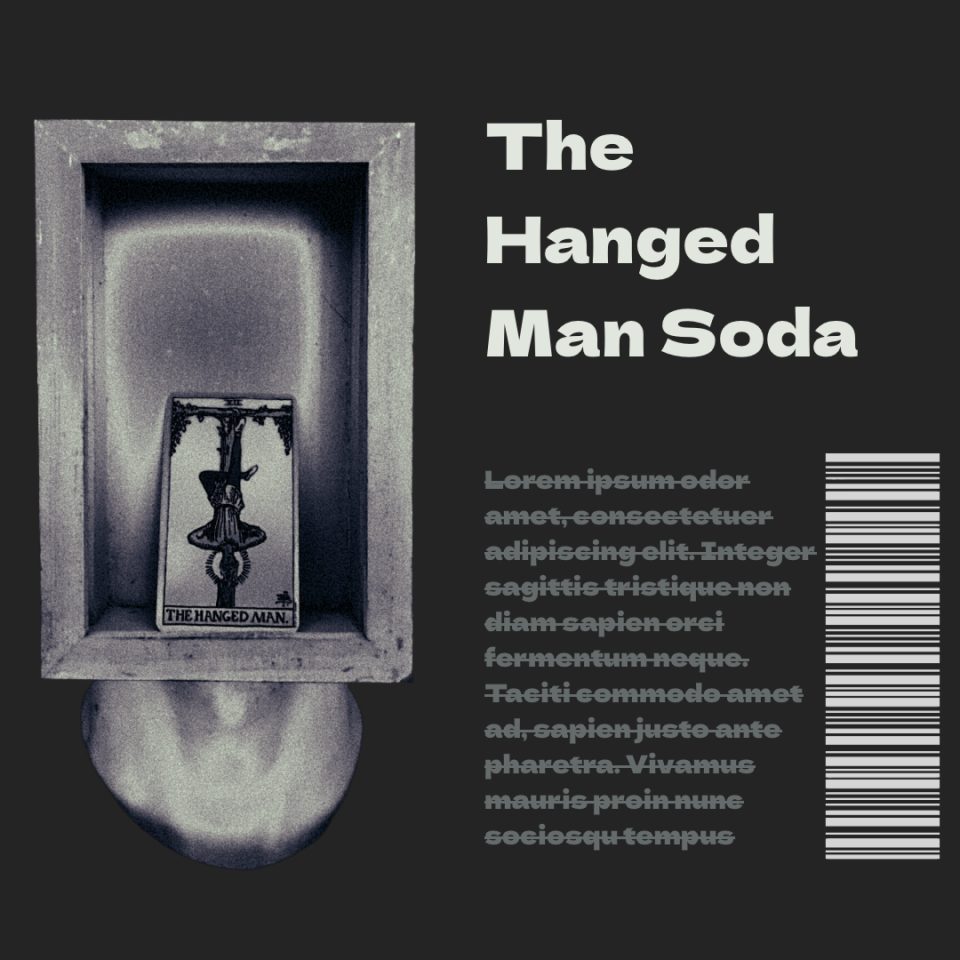 The
Hanged
Man Soda
XII
THE HANGED MAN.
Lorem ipsum odor
amet, consectetuer
adipiscing elit. Integer
sagittis tristique non
diam sapien orci
fermentum neque.
Taciti commodo amet
ad, sapien justo ante
pharetra. Vivamus
mauris proin nunc
sociosqu tempus